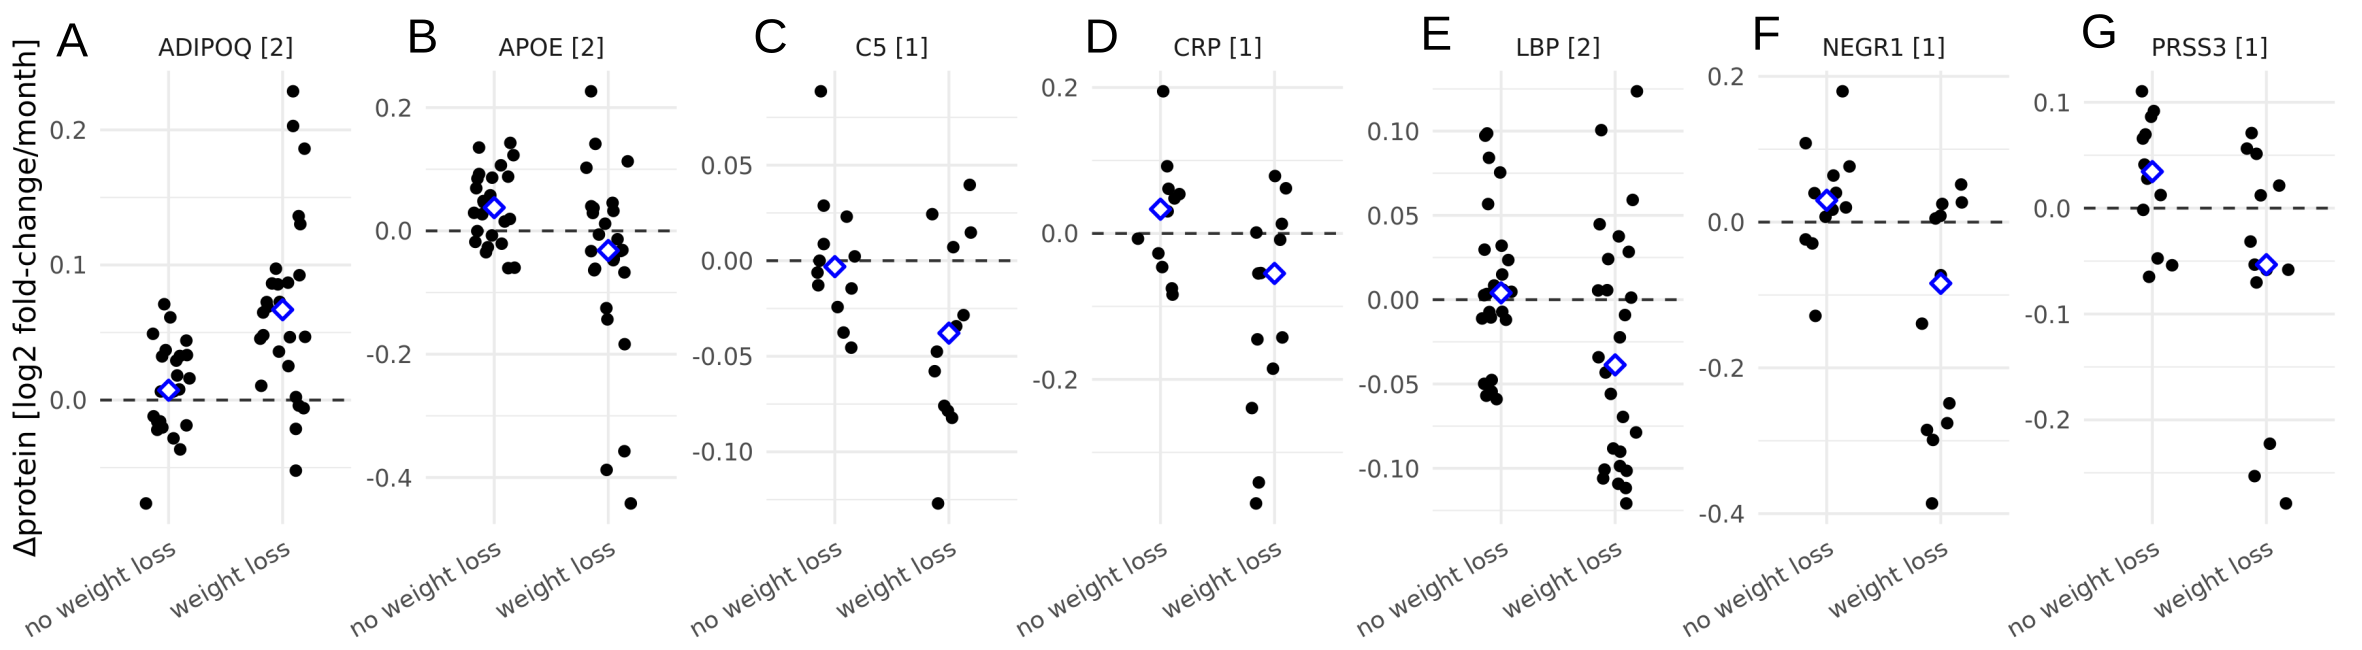 Δprotein [log2 fold-change/month]
A
ADIPOQ [2]
0.2
0.1
0.0
no weight loss
weight loss
B
APOE [2]
0.2
0.0
-0.2
-0.4
no weight loss
weight loss
C
C5 [1]
0.05
0.00
-0.05
-0.10
no weight loss
weight loss
D
CRP [1]
0.2
0.0
-0.2
no weight loss
weight loss
E
LBP [2]
0.10
0.05
0.00
-0.05
-0.10
no weight loss
weight loss
F
NEGR1 [1]
0.2
0.0
-0.2
-0.4
no weight loss
weight loss
G
PRSS3 [1]
0.1
0.0
-0.1
-0.2
no weight loss
weight loss